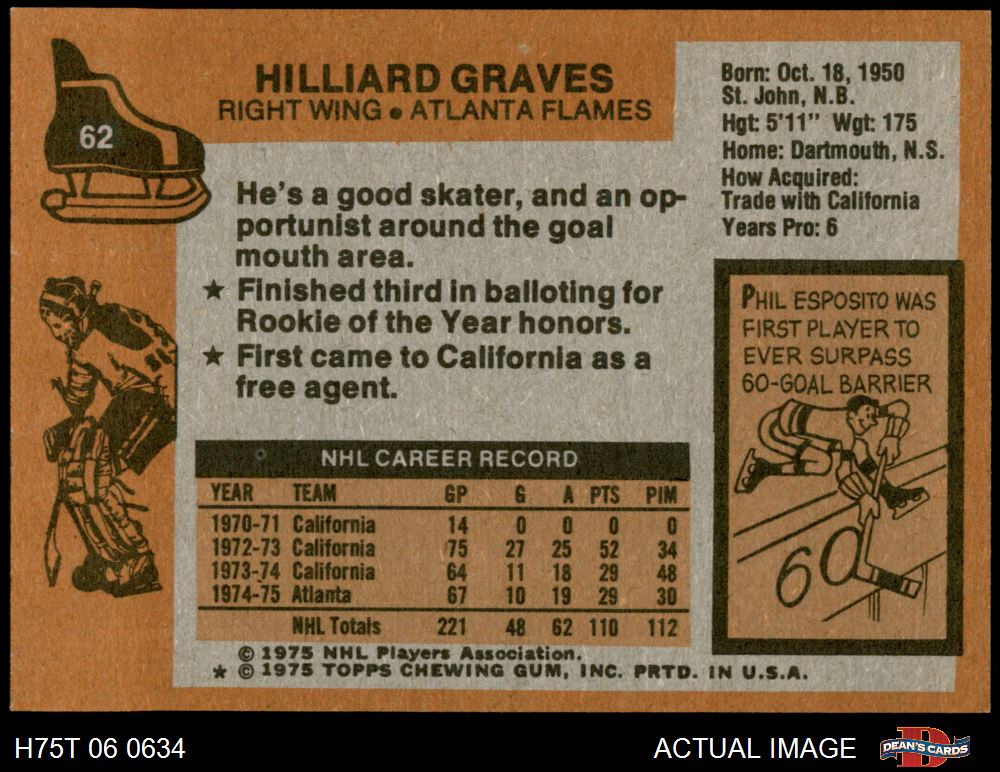 62
HILLIARD GRAVES
RIGHT WING • ATLANTA FLAMES
Born: Oct. 18, 1950
St. John, N.B.
Hgt: 5'11" Wgt: 175
Home: Dartmouth, N.S.
How Acquired:
Trade with California
Years Pro: 6
He's a good skater, and an op-
portunist around the goal
mouth area.
★ Finished third in balloting for
Rookie of the Year honors.
★ First came to California as a
free agent.
PHIL ESPOSITO WAS
FIRST PLAYER TO
EVER SURPASS
60-GOAL BARRIER
60
NHL CAREER RECORD
YEAR TEAM GP G A PTS PIM
1970-71 California 14 0 0 0 0
1972-73 California 75 27 25 52 34
1973-74 California 64 11 18 29 48
1974-75 Atlanta 67 10 19 29 30
NHL Totals 221 48 62 110 112
© 1975 NHL Players Association.
★ © 1975 TOPPS CHEWING GUM, INC. PRTD. IN U.S.A.
H75T 06 0634
ACTUAL IMAGE
D
DEAN'S CARDS